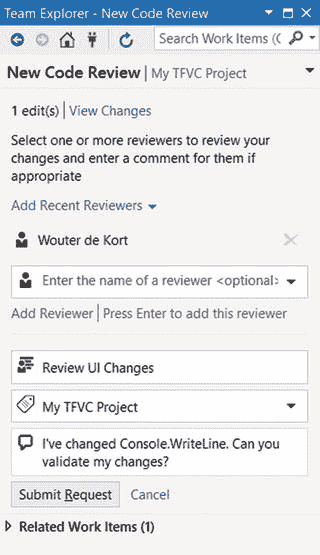 Team Explorer - New Code Review
Search Work Items (C
New Code Review | My TFVC Project
1 edit(s) | View Changes
Select one or more reviewers to review your
changes and enter a comment for them if
appropriate
Add Recent Reviewers
Wouter de Kort
Enter the name of a reviewer <optional>
Add Reviewer | Press Enter to add this reviewer
Review UI Changes
My TFVC Project
I've changed Console.WriteLine. Can you
validate my changes?
Submit Request Cancel
Related Work Items (1)